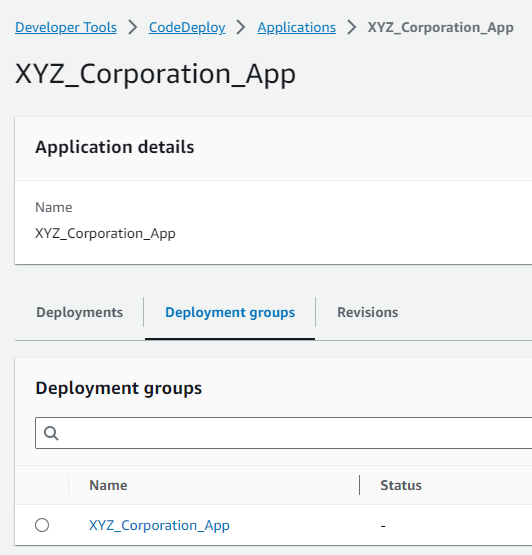 Developer Tools > CodeDeploy > Applications > XYZ_Corporation_App
XYZ_Corporation_App
Application details
Name
XYZ_Corporation_App
Deployments Deployment groups Revisions
Deployment groups
Name Status
XYZ_Corporation_App -